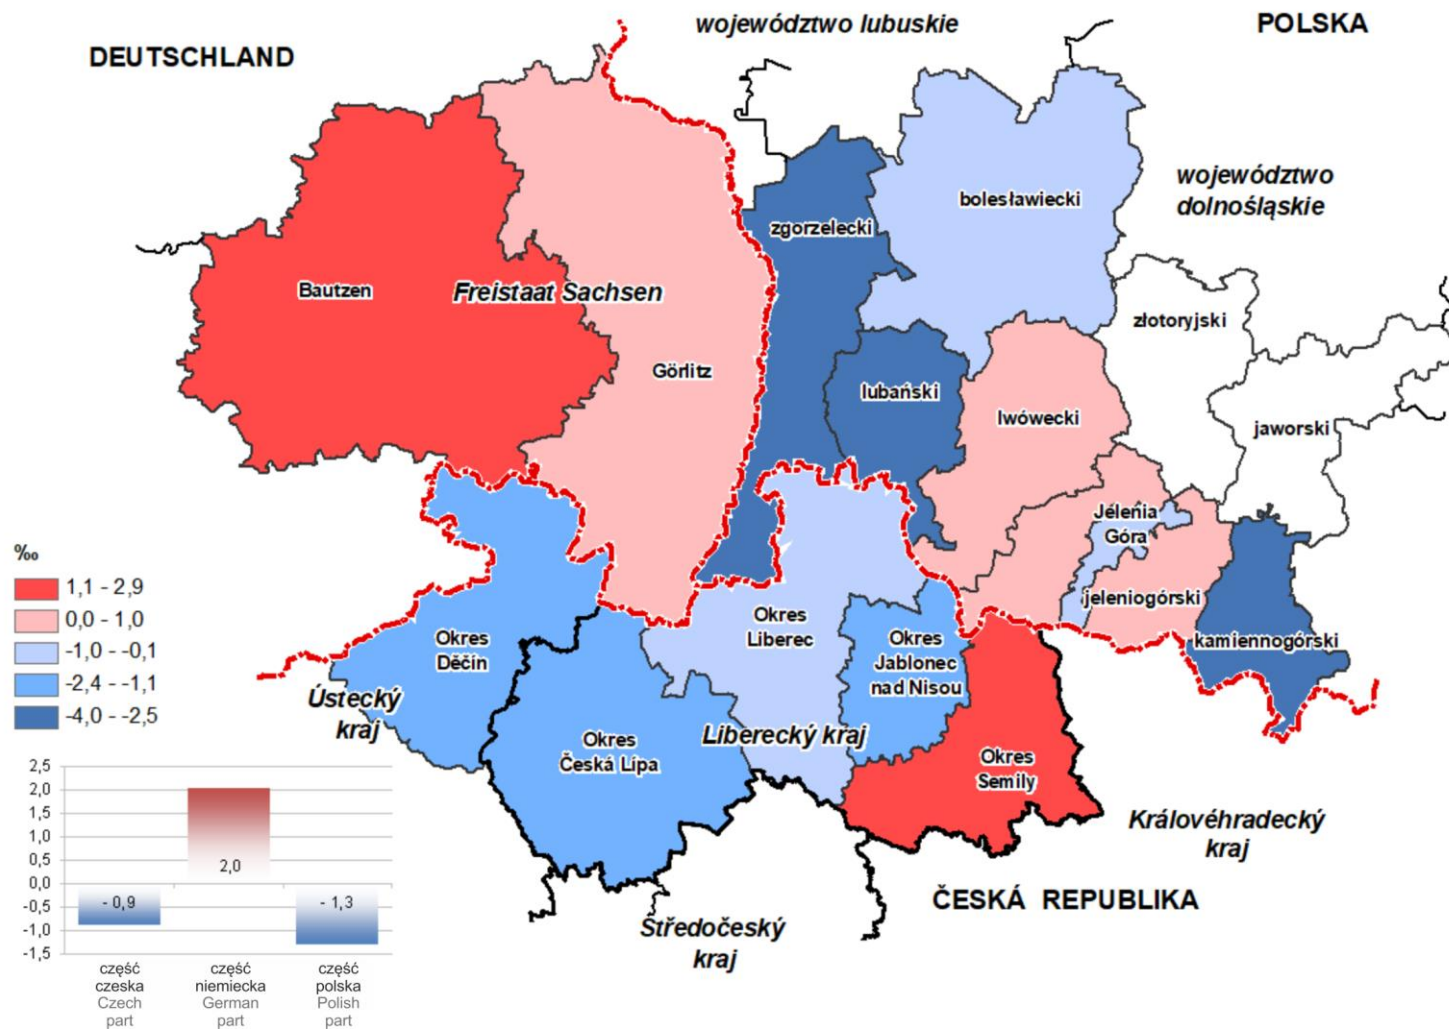 DEUTSCHLAND
województwo lubuskie
POLSKA
województwo
dolnośląskie
bolesławiecki
zgorzelecki
Bautzen
Freistaat Sachsen
złotoryjski
Görlitz
lubański
lwówecki
jaworski
Jelenia
Góra
jeleniogórski
kamiennogórski
‰
1,1 - 2,9
0,0 - 1,0
-1,0 - -0,1
-2,4 - -1,1
-4,0 - -2,5
Okres
Děčín
Okres
Liberec
Okres
Jablonec
nad Nisou
Ústecký
kraj
Liberecký kraj
Okres
Česká Lípa
Okres
Semily
Královéhradecký
kraj
ČESKÁ REPUBLIKA
Středočeský
kraj
2,5
2,0
1,5
1,0
0,5
0,0
-0,5
-1,0
-1,5
- 0,9
2,0
- 1,3
część
czeska
Czech
part
część
niemiecka
German
part
część
polska
Polish
part